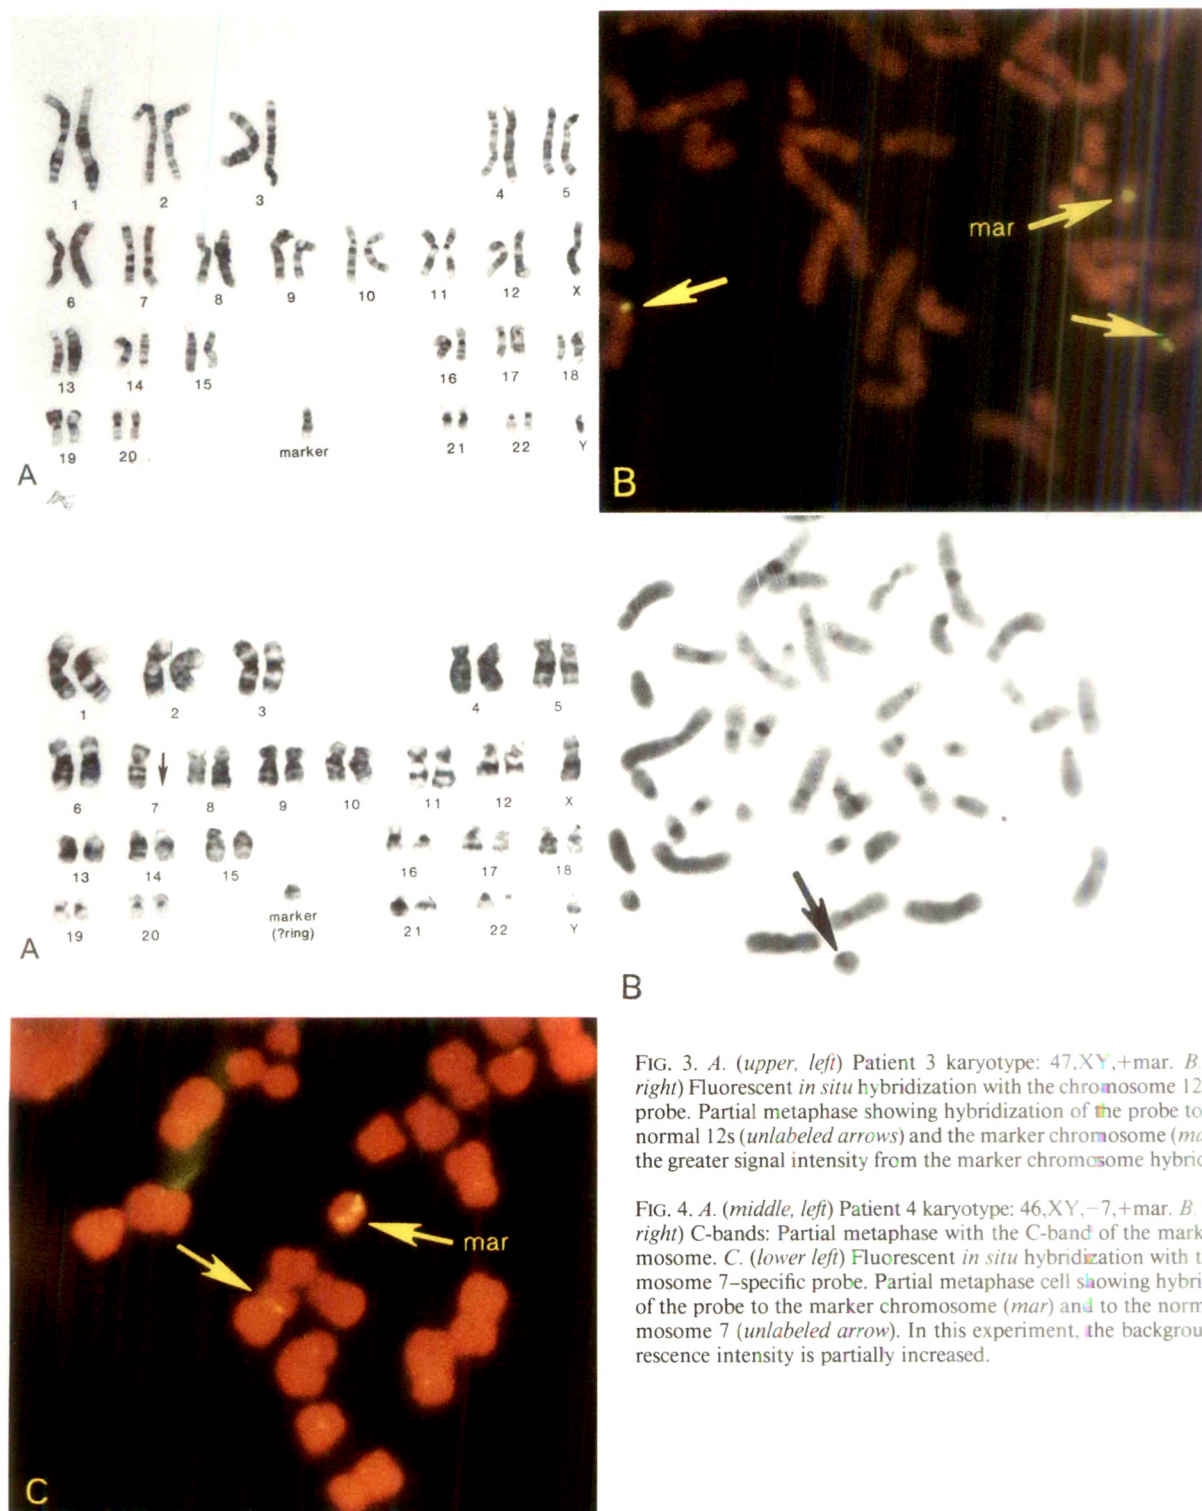 1 2 3 4 5
6 7 8 9 10 11 12 X
13 14 15 16 17 18
19 20 marker 21 22 Y
A
mar
B
1 2 3 4 5
6 7 8 9 10 11 12 X
13 14 15 16 17 18
marker
(?ring)
19 20 21 22 Y
A
B
mar
C
FIG. 3. A. (upper, left) Patient 3 karyotype: 47,XY,+mar. B.
right) Fluorescent in situ hybridization with the chromosome 12
probe. Partial metaphase showing hybridization of the probe to
normal 12s (unlabeled arrows) and the marker chromosome (ma
the greater signal intensity from the marker chromosome hybrid
FIG. 4. A. (middle, left) Patient 4 karyotype: 46,XY,−7,+mar. B.
right) C-bands: Partial metaphase with the C-band of the mark
mosome. C. (lower left) Fluorescent in situ hybridization with t
mosome 7–specific probe. Partial metaphase cell showing hybri
of the probe to the marker chromosome (mar) and to the norm
mosome 7 (unlabeled arrow). In this experiment, the backgrou
rescence intensity is partially increased.